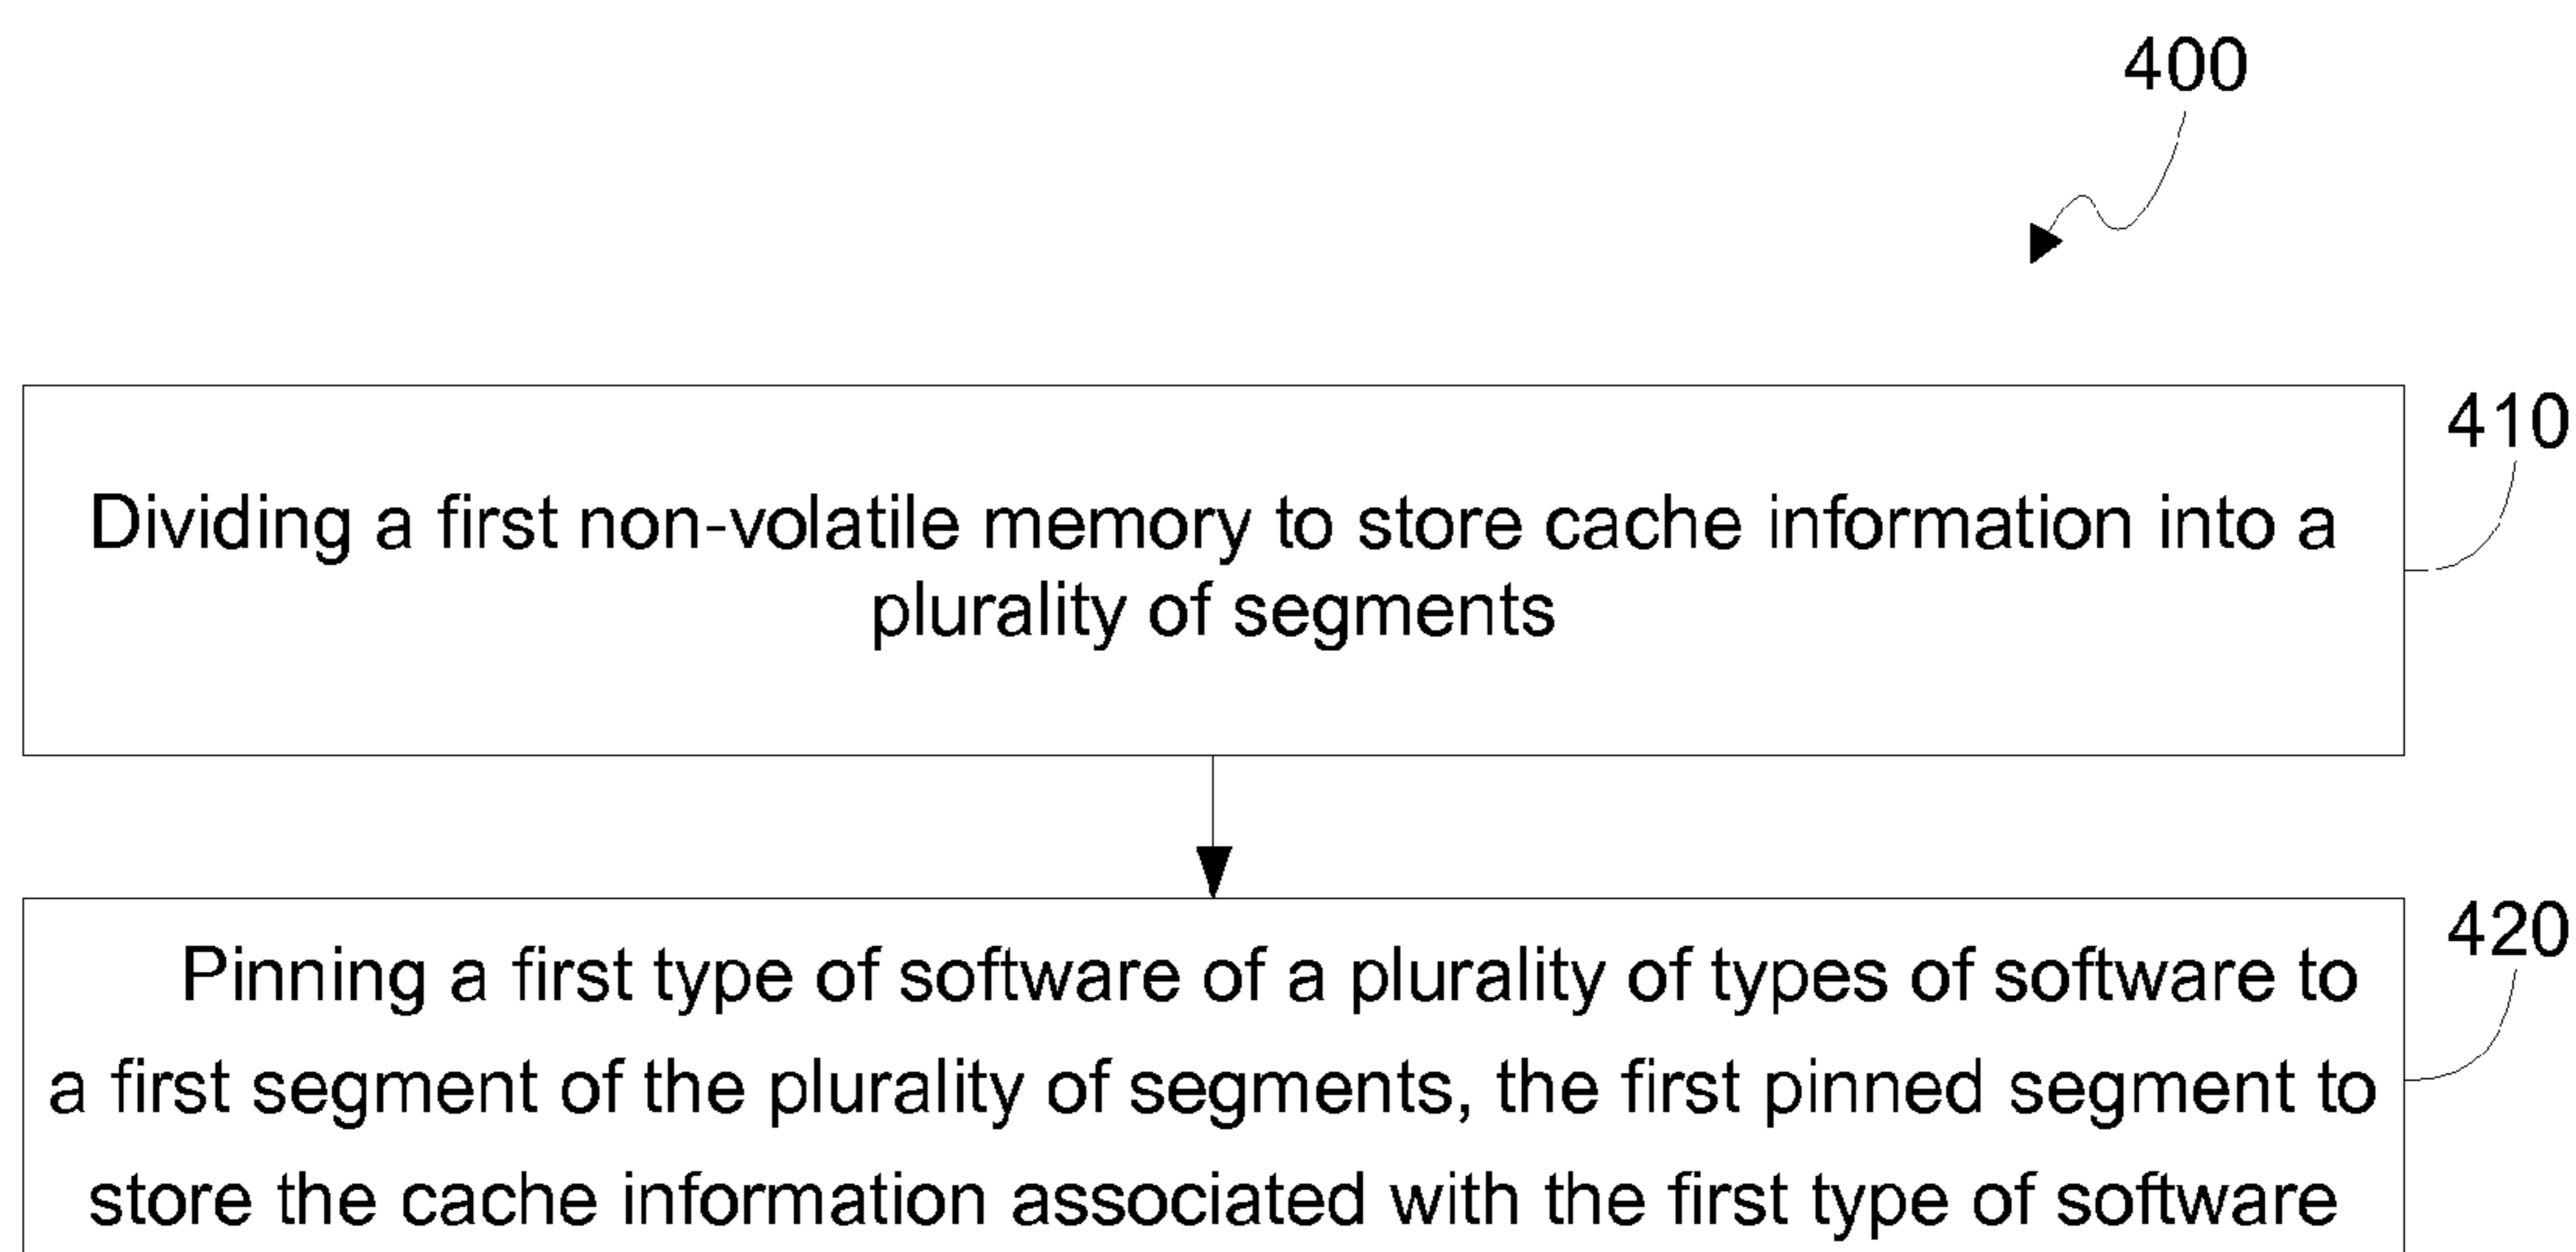 400
410
Dividing a first non-volatile memory to store cache information into a
plurality of segments
420
Pinning a first type of software of a plurality of types of software to
a first segment of the plurality of segments, the first pinned segment to
store the cache information associated with the first type of software